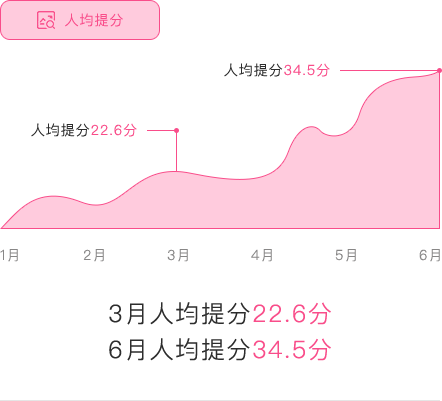 人均提分
人均提分34.5分
人均提分22.6分
1月 2月 3月 4月 5月 6月
3月人均提分22.6分
6月人均提分34.5分